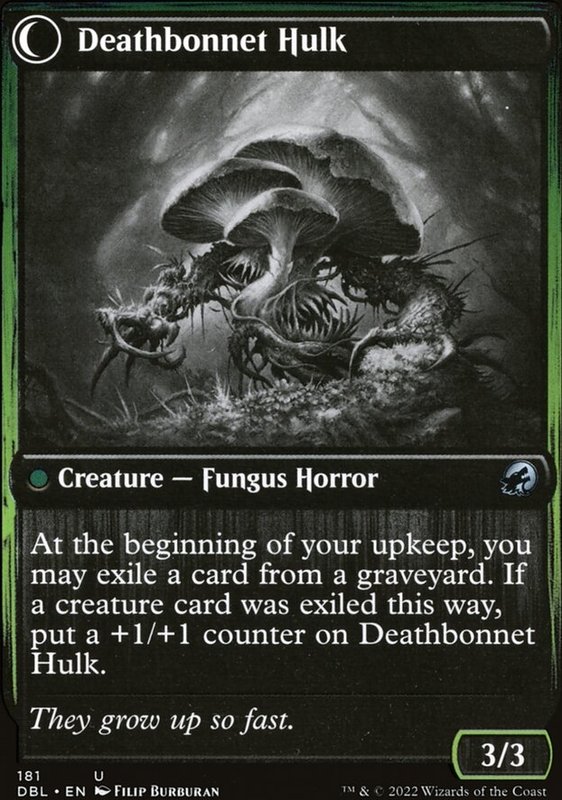 Deathbonnet Hulk
Creature — Fungus Horror
At the beginning of your upkeep, you
may exile a card from a graveyard. If
a creature card was exiled this way,
put a +1/+1 counter on Deathbonnet
Hulk.
They grow up so fast.
3/3
181 U
DBL • EN Filip Burburan
™ & © 2022 Wizards of the Coast